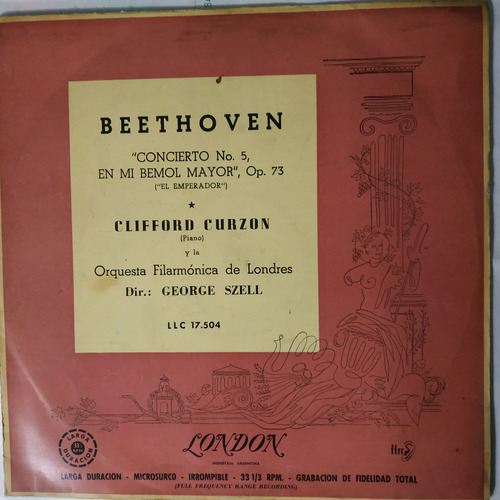 BEETHOVEN
"CONCIERTO No. 5,
EN MI BEMOL MAYOR", Op. 73
("EL EMPERADOR")
★
CLIFFORD CURZON
(Piano)
y la
Orquesta Filarmónica de Londres
Dir.: GEORGE SZELL
LLC 17.504
LARGA
DURACION
LONDON
INDUSTRIA ARGENTINA
ffrr
LARGA DURACION - MICROSURCO - IRROMPIBLE - 33 1/3 RPM. - GRABACION DE FIDELIDAD TOTAL
(FULL FREQUENCY RANGE RECORDING)